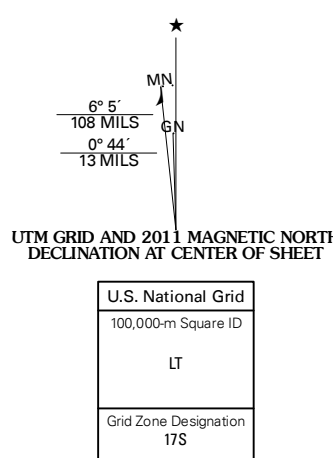 ★
M.N.
6° 5´
108 MILS
GN
0° 44´
13 MILS
UTM GRID AND 2011 MAGNETIC NORTH
DECLINATION AT CENTER OF SHEET
U.S. National Grid
100,000-m Square ID
LT
Grid Zone Designation
17S